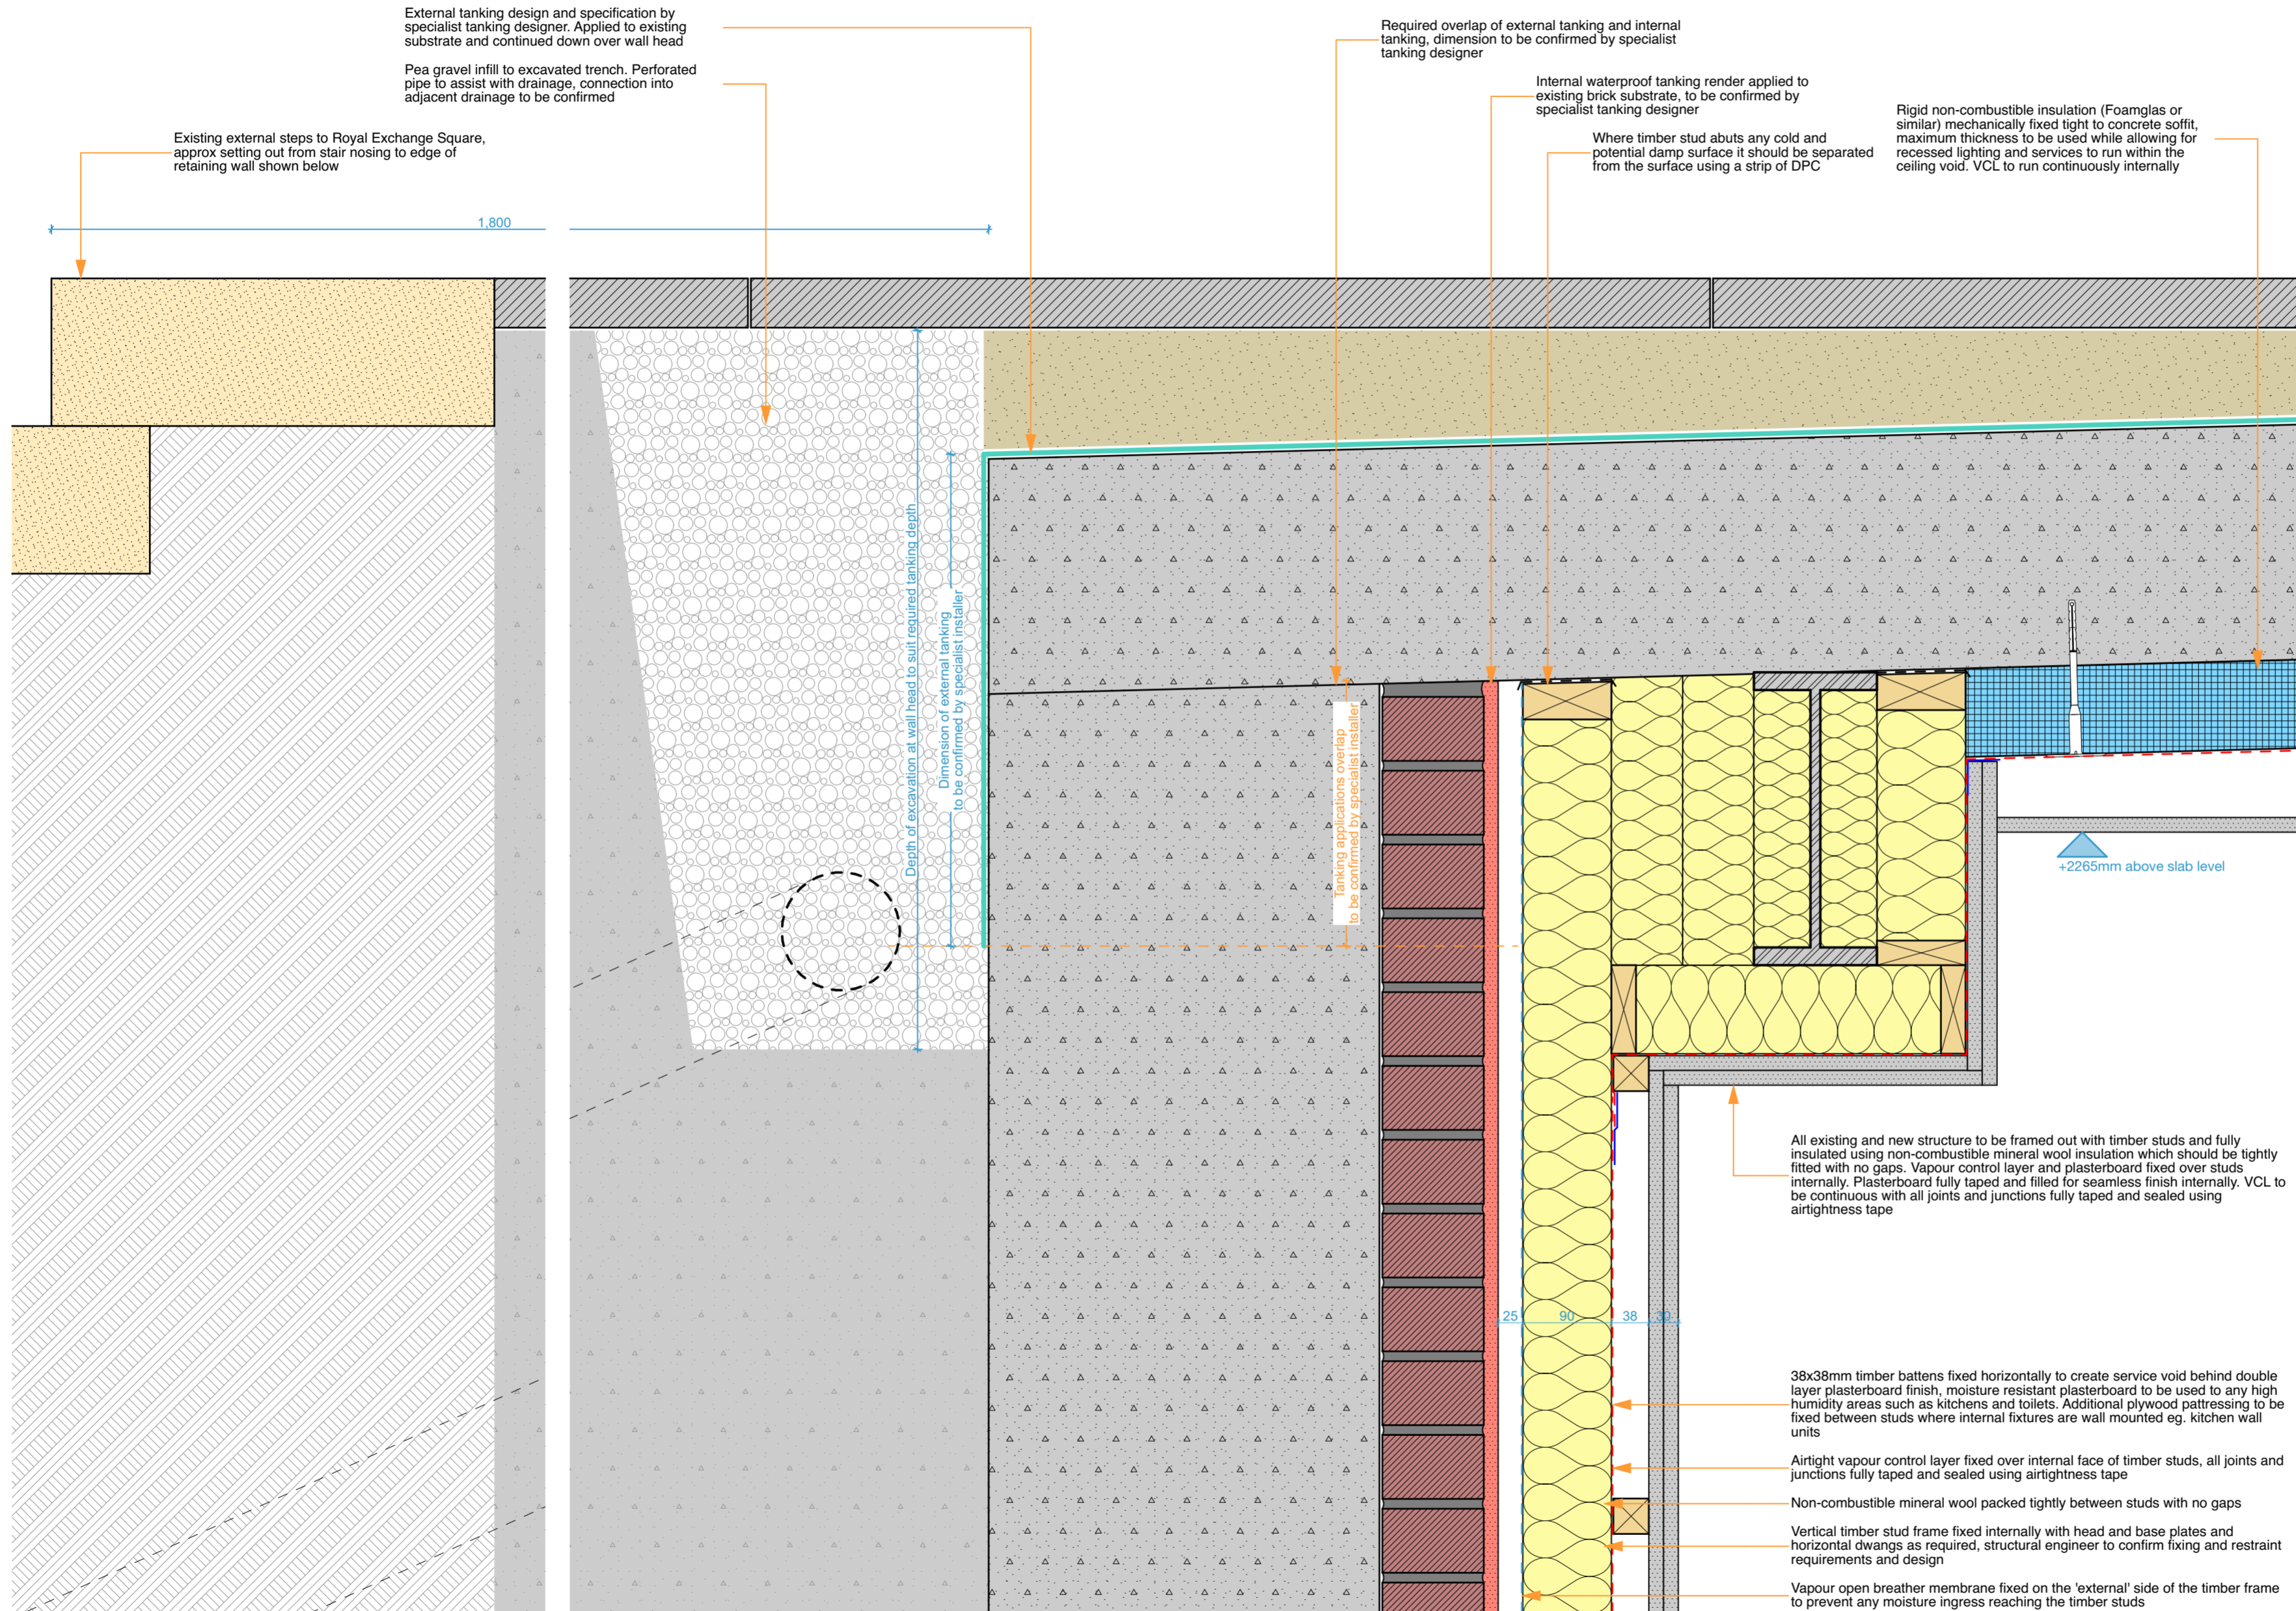 External tanking design and specification by
specialist tanking designer. Applied to existing
substrate and continued down over wall head
Pea gravel infill to excavated trench. Perforated
pipe to assist with drainage, connection into
adjacent drainage to be confirmed
Existing external steps to Royal Exchange Square,
approx setting out from stair nosing to edge of
retaining wall shown below
Required overlap of external tanking and internal
tanking, dimension to be confirmed by specialist
tanking designer
Internal waterproof tanking render applied to
existing brick substrate, to be confirmed by
specialist tanking designer
Where timber stud abuts any cold and
potential damp surface it should be separated
from the surface using a strip of DPC
Rigid non-combustible insulation (Foamglas or
similar) mechanically fixed tight to concrete soffit,
maximum thickness to be used while allowing for
recessed lighting and services to run within the
ceiling void. VCL to run continuously internally
1,800
Depth of excavation at wall head to suit required tanking depth
Dimension of external tanking
to be confirmed by specialist installer
Tanking applications overlap
to be confirmed by specialist installer
+2265mm above slab level
All existing and new structure to be framed out with timber studs and fully
insulated using non-combustible mineral wool insulation which should be tightly
fitted with no gaps. Vapour control layer and plasterboard fixed over studs
internally. Plasterboard fully taped and filled for seamless finish internally. VCL to
be continuous with all joints and junctions fully taped and sealed using
airtightness tape
25 90 38 30
38x38mm timber battens fixed horizontally to create service void behind double
layer plasterboard finish, moisture resistant plasterboard to be used to any high
humidity areas such as kitchens and toilets. Additional plywood pattressing to be
fixed between studs where internal fixtures are wall mounted eg. kitchen wall
units
Airtight vapour control layer fixed over internal face of timber studs, all joints and
junctions fully taped and sealed using airtightness tape
Non-combustible mineral wool packed tightly between studs with no gaps
Vertical timber stud frame fixed internally with head and base plates and
horizontal dwangs as required, structural engineer to confirm fixing and restraint
requirements and design
Vapour open breather membrane fixed on the 'external' side of the timber frame
to prevent any moisture ingress reaching the timber studs